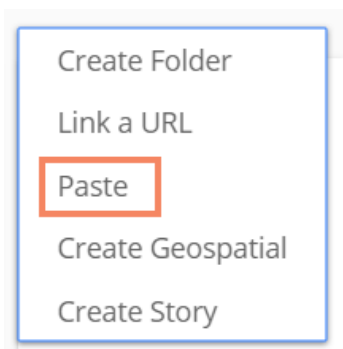 Create Folder
Link a URL
Paste
Create Geospatial
Create Story